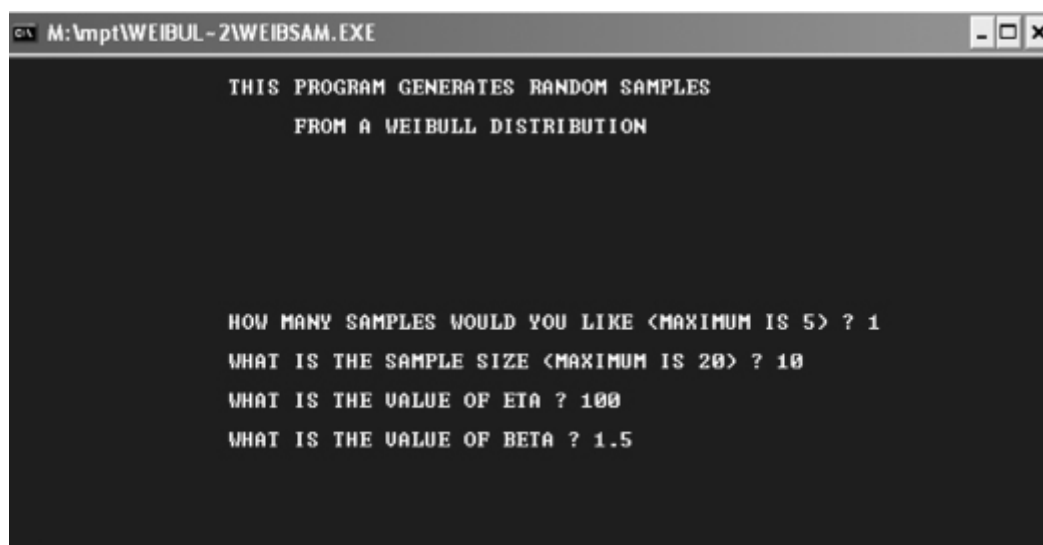 M:\mpt\WEIBUL~2\WEIBSAM.EXE
THIS PROGRAM GENERATES RANDOM SAMPLES
FROM A WEIBULL DISTRIBUTION
HOW MANY SAMPLES WOULD YOU LIKE (MAXIMUM IS 5) ? 1
WHAT IS THE SAMPLE SIZE (MAXIMUM IS 20) ? 10
WHAT IS THE VALUE OF ETA ? 100
WHAT IS THE VALUE OF BETA ? 1.5